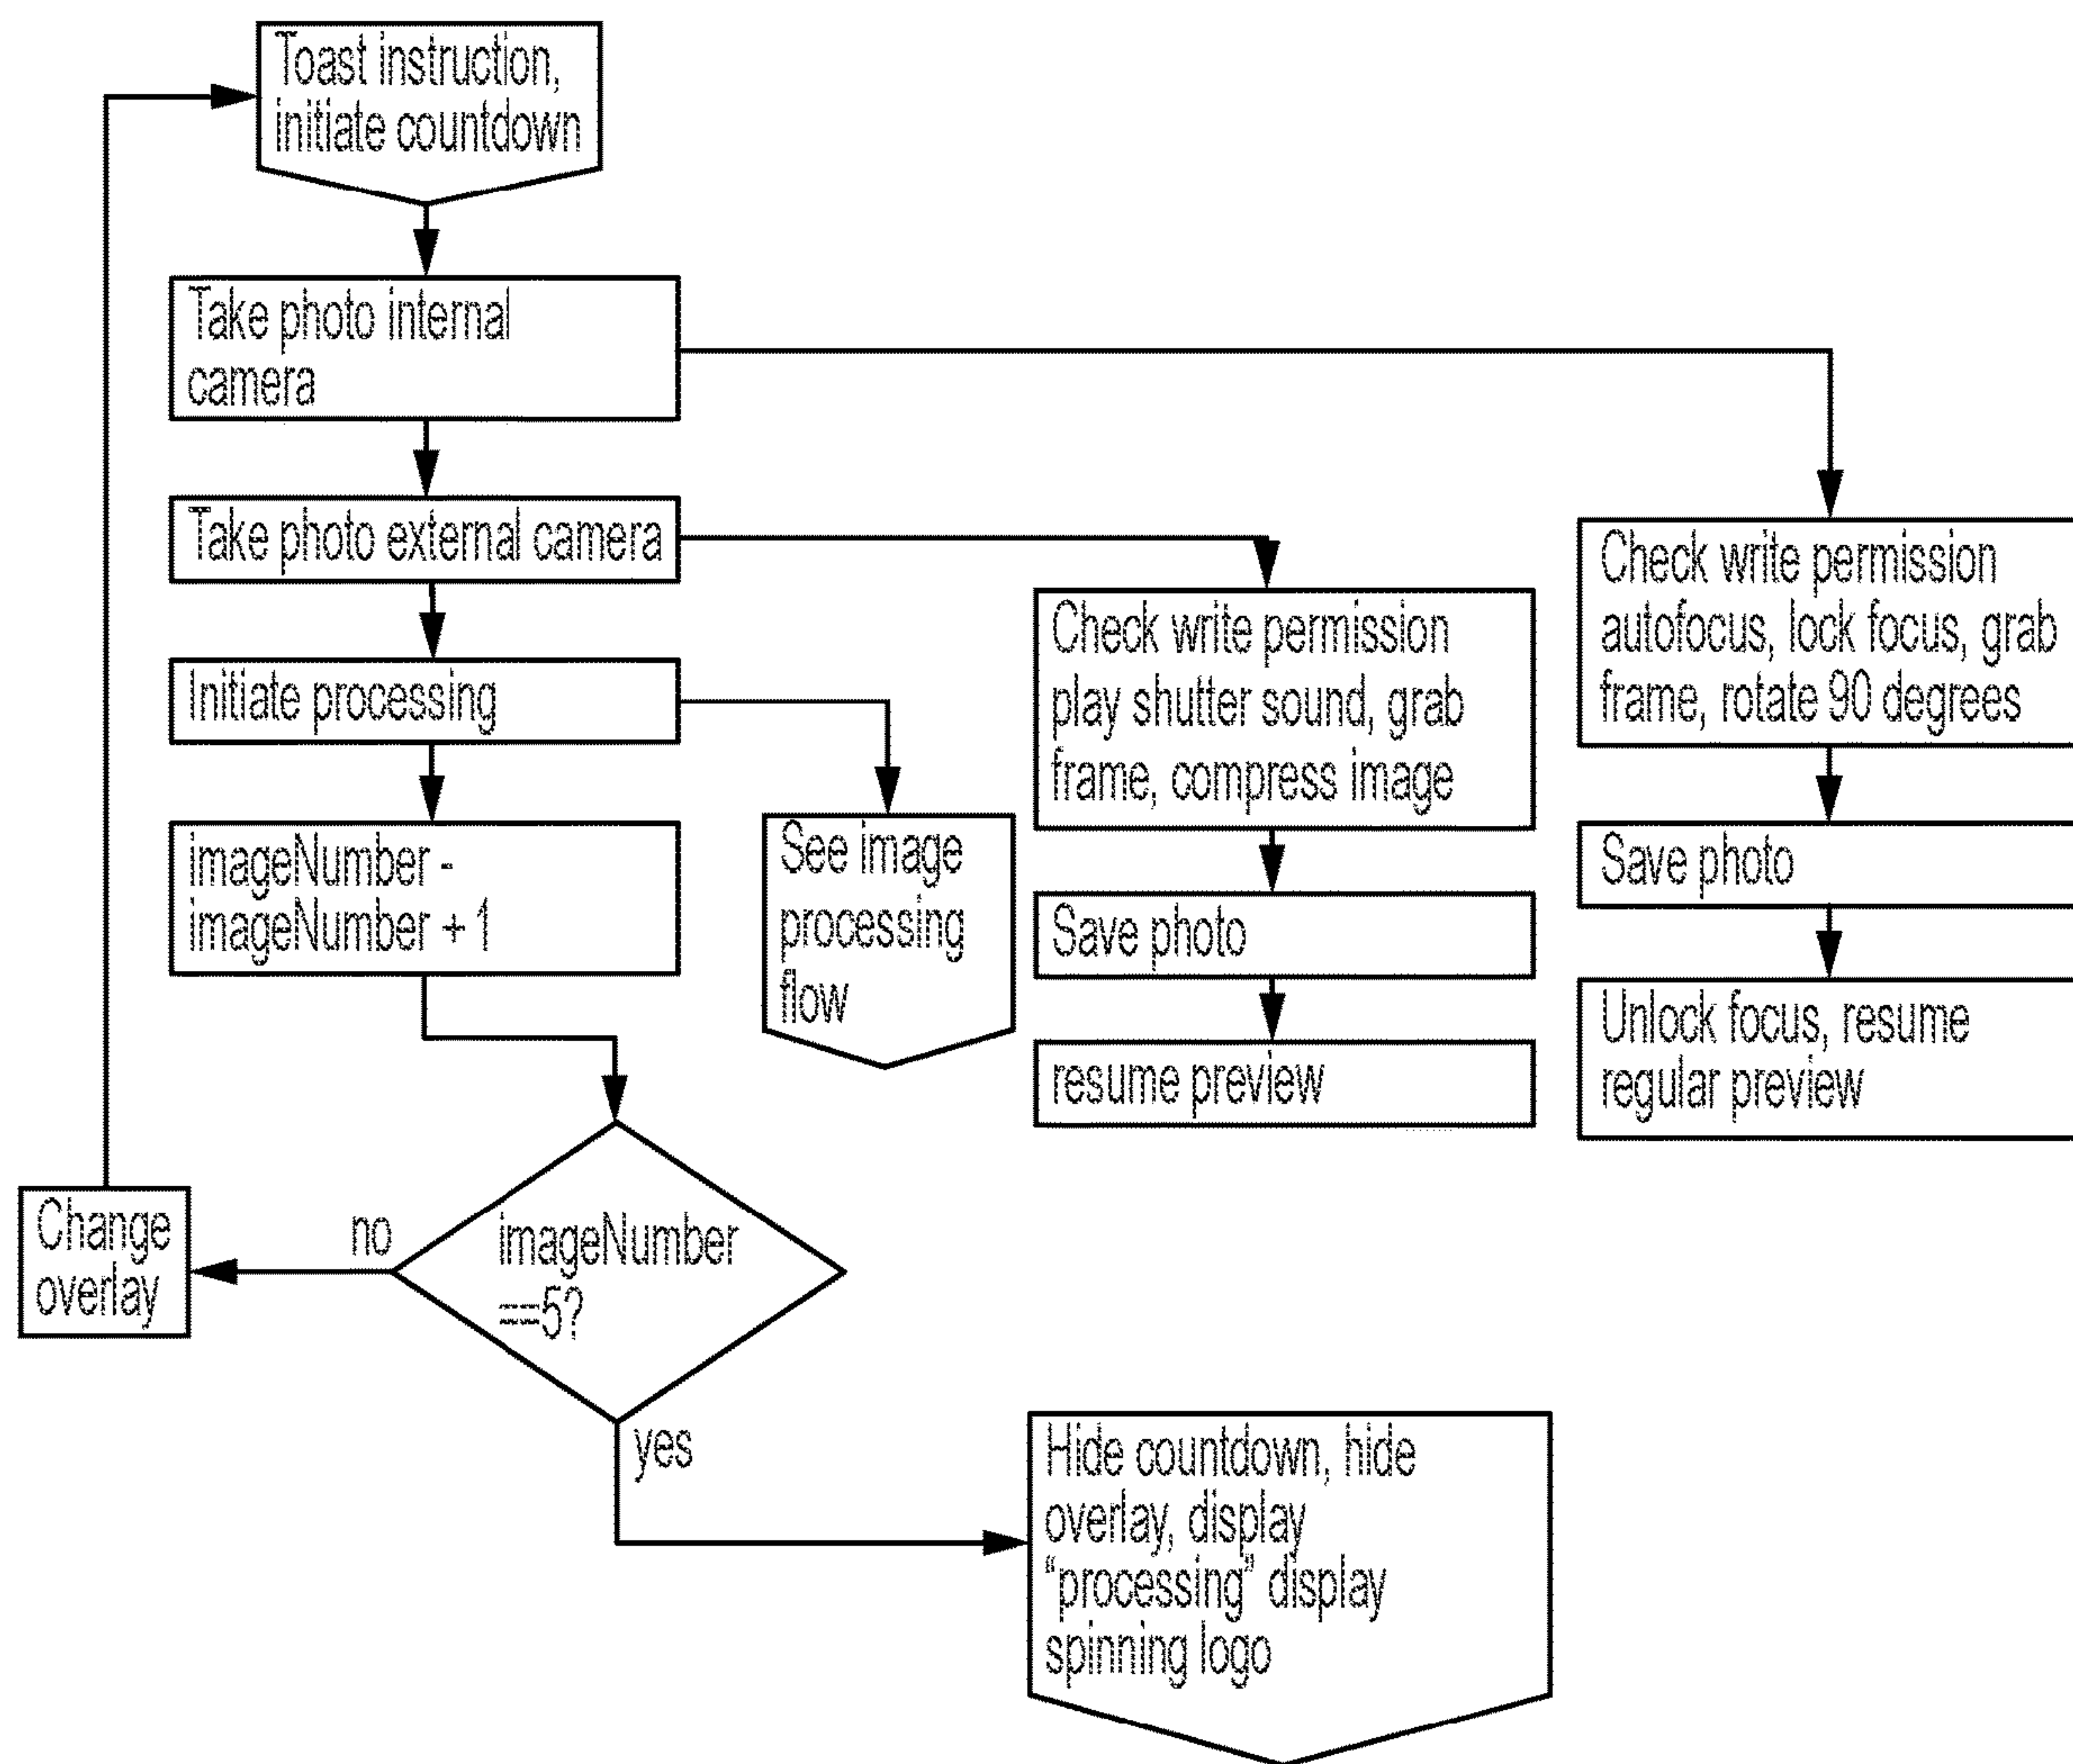 Toast instruction,
initiate countdown
Take photo internal
camera
Take photo external camera
Initiate processing
imageNumber -
imageNumber + 1
See image
processing
flow
Check write permission
play shutter sound, grab
frame, compress image
Save photo
resume preview
Check write permission
autofocus, lock focus, grab
frame, rotate 90 degrees
Save photo
Unlock focus, resume
regular preview
Change
overlay
no
imageNumber
==5?
yes
Hide countdown, hide
overlay, display
“processing” display
spinning logo